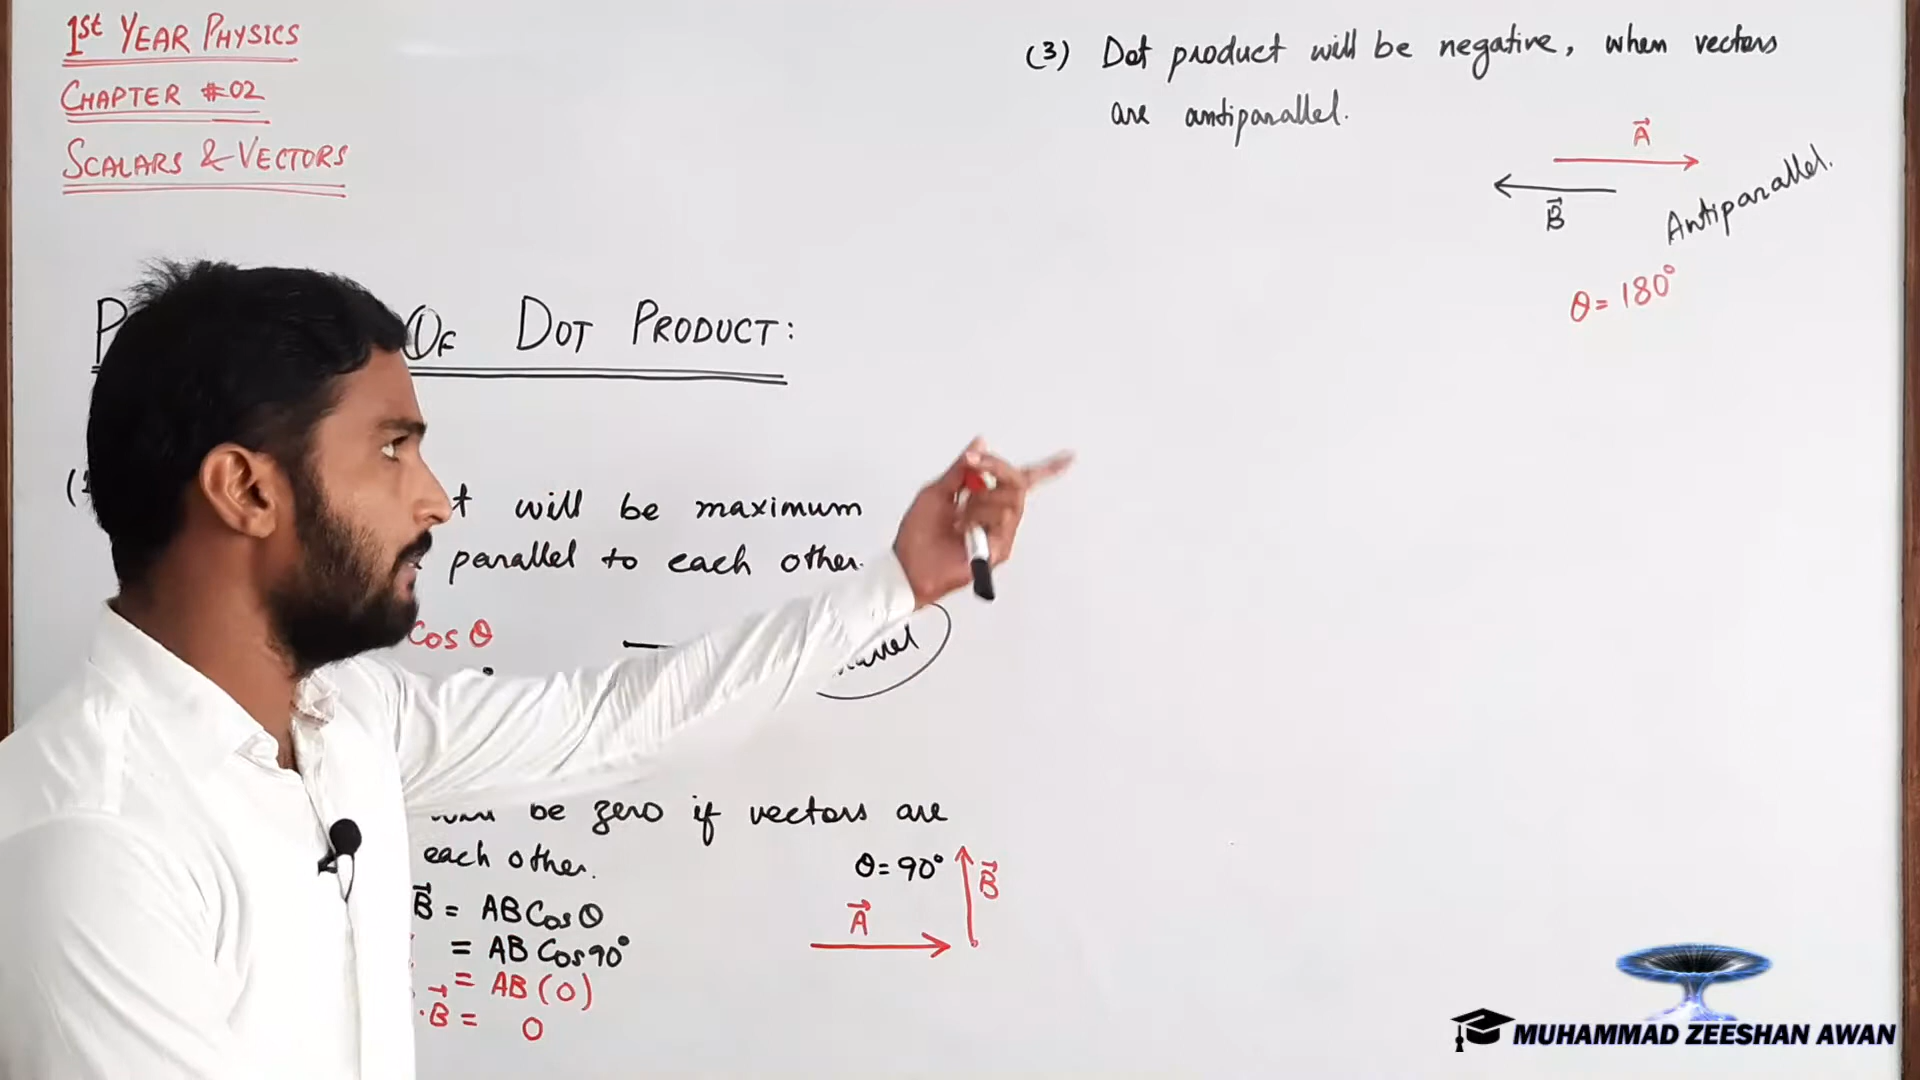 1st YEAR PHYSICS
CHAPTER #02
SCALARS & VECTORS
OF DOT PRODUCT:
will be maximum
parallel to each other.
Cos θ
be zero if vectors are
each other.
θ = 90°
B⃗ = AB Cos θ
= AB Cos 90°
= AB (0)
. B⃗ = 0
A⃗
B⃗
(3) Dot product will be negative, when vectors
are antiparallel.
A⃗
B⃗
Antiparallel.
θ = 180°
MUHAMMAD ZEESHAN AWAN